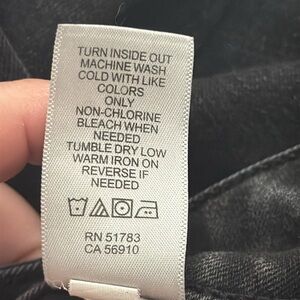 TURN INSIDE OUT
MACHINE WASH
COLD WITH LIKE
COLORS
ONLY
NON-CHLORINE
BLEACH WHEN
NEEDED
TUMBLE DRY LOW
WARM IRON ON
REVERSE IF
NEEDED
RN 51783
CA 56910